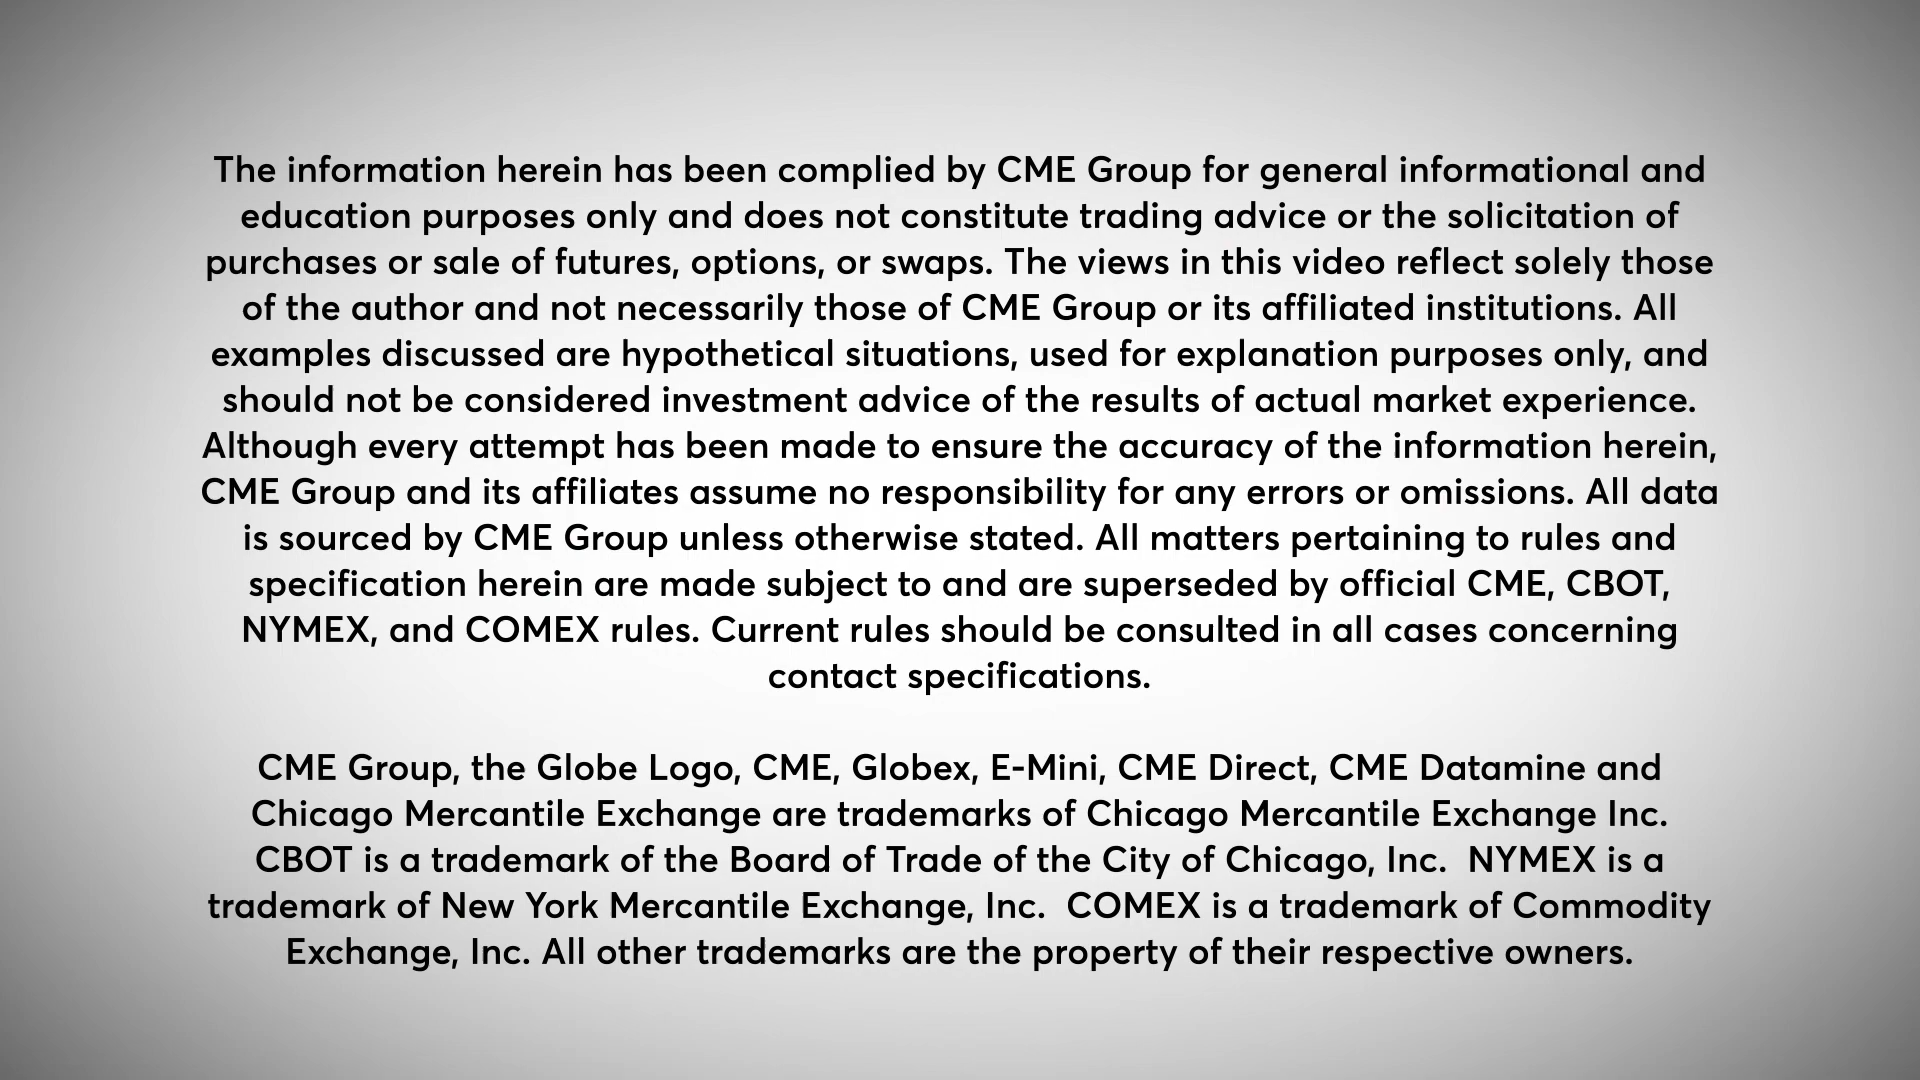 The information herein has been complied by CME Group for general informational and
education purposes only and does not constitute trading advice or the solicitation of
purchases or sale of futures, options, or swaps. The views in this video reflect solely those
of the author and not necessarily those of CME Group or its affiliated institutions. All
examples discussed are hypothetical situations, used for explanation purposes only, and
should not be considered investment advice of the results of actual market experience.
Although every attempt has been made to ensure the accuracy of the information herein,
CME Group and its affiliates assume no responsibility for any errors or omissions. All data
is sourced by CME Group unless otherwise stated. All matters pertaining to rules and
specification herein are made subject to and are superseded by official CME, CBOT,
NYMEX, and COMEX rules. Current rules should be consulted in all cases concerning
contact specifications.
CME Group, the Globe Logo, CME, Globex, E-Mini, CME Direct, CME Datamine and
Chicago Mercantile Exchange are trademarks of Chicago Mercantile Exchange Inc.
CBOT is a trademark of the Board of Trade of the City of Chicago, Inc.  NYMEX is a
trademark of New York Mercantile Exchange, Inc.  COMEX is a trademark of Commodity
Exchange, Inc. All other trademarks are the property of their respective owners.